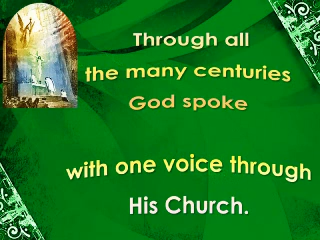 Through all
the many centuries
God spoke
with one voice through
His Church.